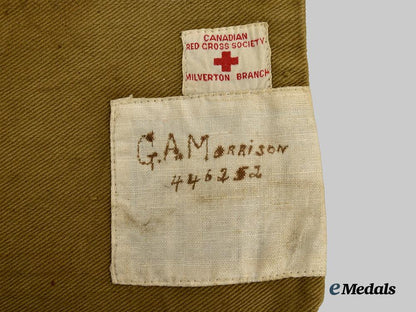 CANADIAN
RED CROSS SOCIETY
MILVERTON BRANCH
G.A.MORRISON
446252
eMedals